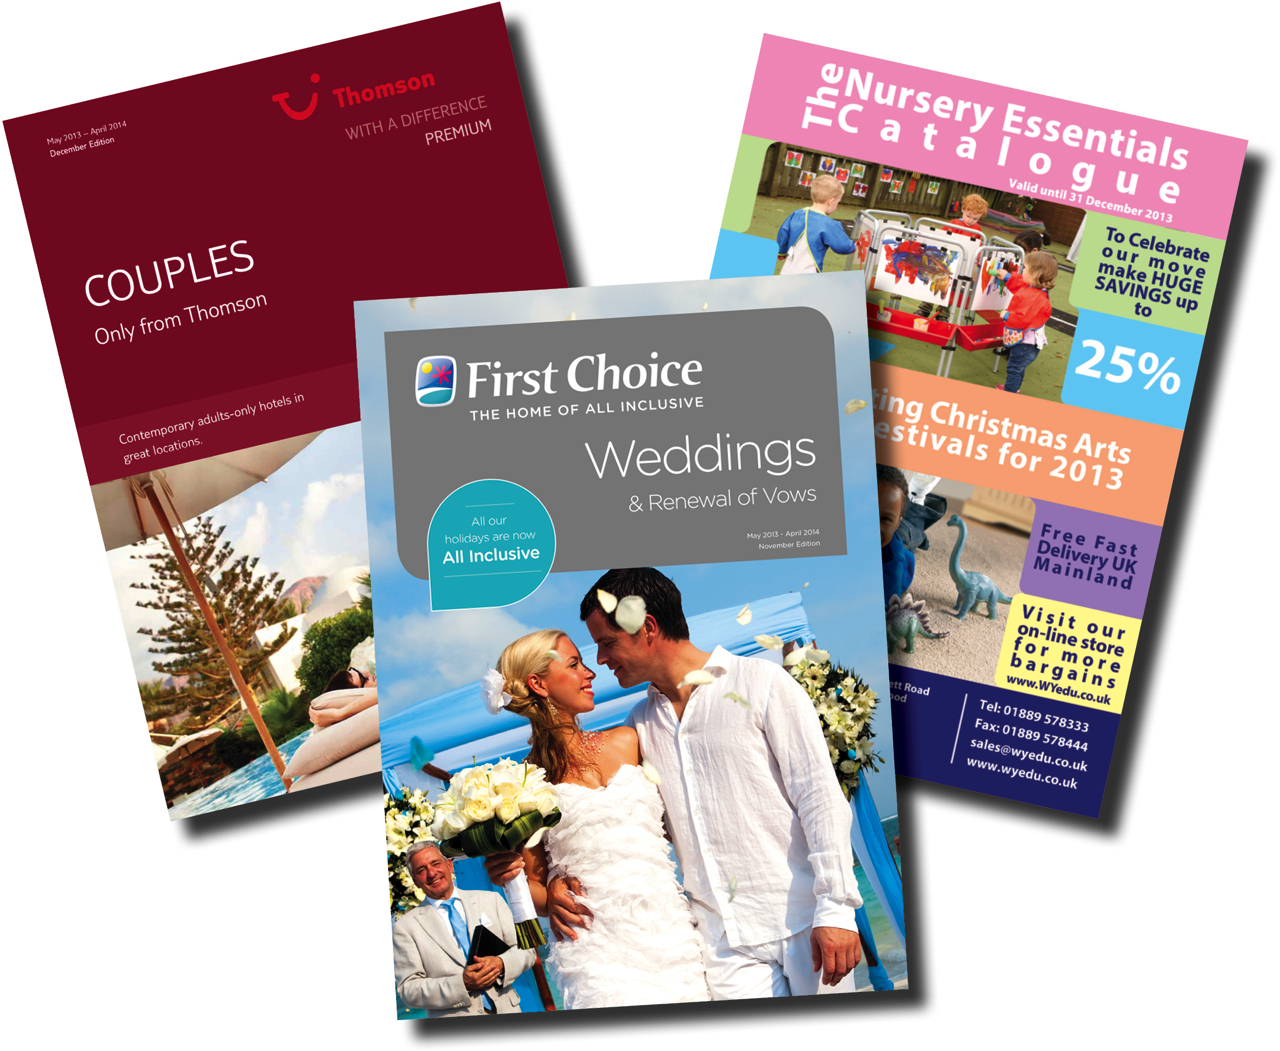 Thomson
WITH A DIFFERENCE
PREMIUM
May 2013 – April 2014
December Edition
COUPLES
Only from Thomson
Contemporary adults-only hotels in
great locations.
First Choice
THE HOME OF ALL INCLUSIVE
Weddings
& Renewal of Vows
May 2013 - April 2014
November Edition
All our
holidays are now
All Inclusive
The Nursery Essentials
Catalogue
Valid until 31 December 2013
To Celebrate
our move
make HUGE
SAVINGS up
to
25%
Christmas Arts
for 2013
Free Fast
Delivery UK
Mainland
Visit our
on-line store
for more
bargains
www.WYedu.co.uk
Road
Tel: 01889 578333
Fax: 01889 578444
sales@wyedu.co.uk
www.wyedu.co.uk